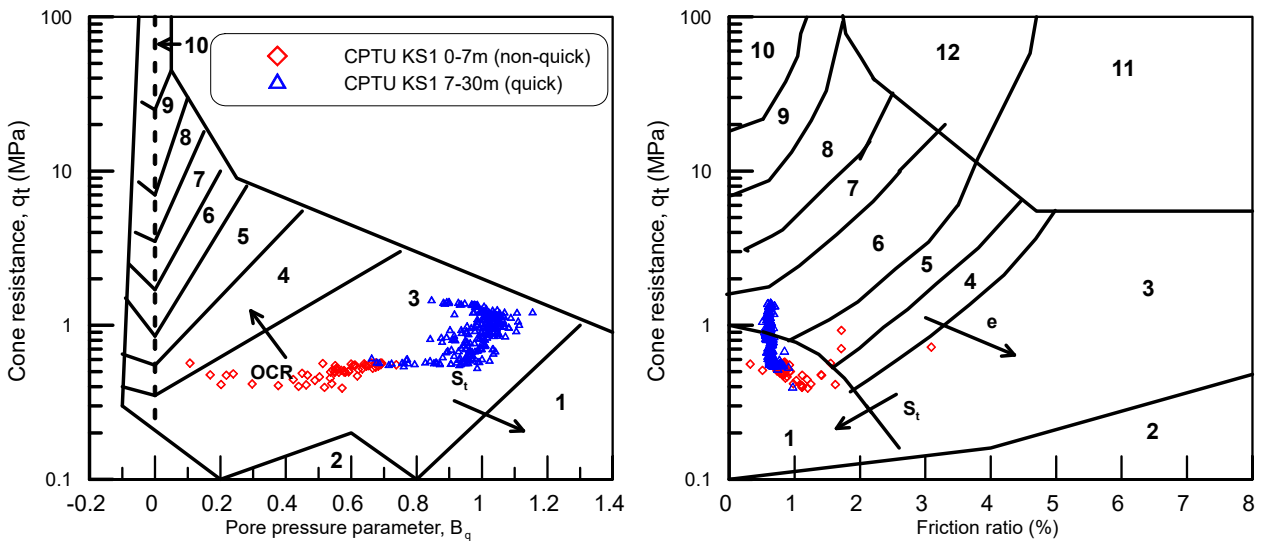 100
10
1
0.1
Cone resistance, qt (MPa)
-0.2 0 0.2 0.4 0.6 0.8 1 1.2 1.4
Pore pressure parameter, Bq
CPTU KS1 0-7m (non-quick)
CPTU KS1 7-30m (quick)
10
9
8
7
6
5
4
3
OCR
St
1
2
100
10
1
0.1
Cone resistance, qt (MPa)
0 1 2 3 4 5 6 7 8
Friction ratio (%)
10
12
11
9
8
7
6
5
4
3
e
St
1
2